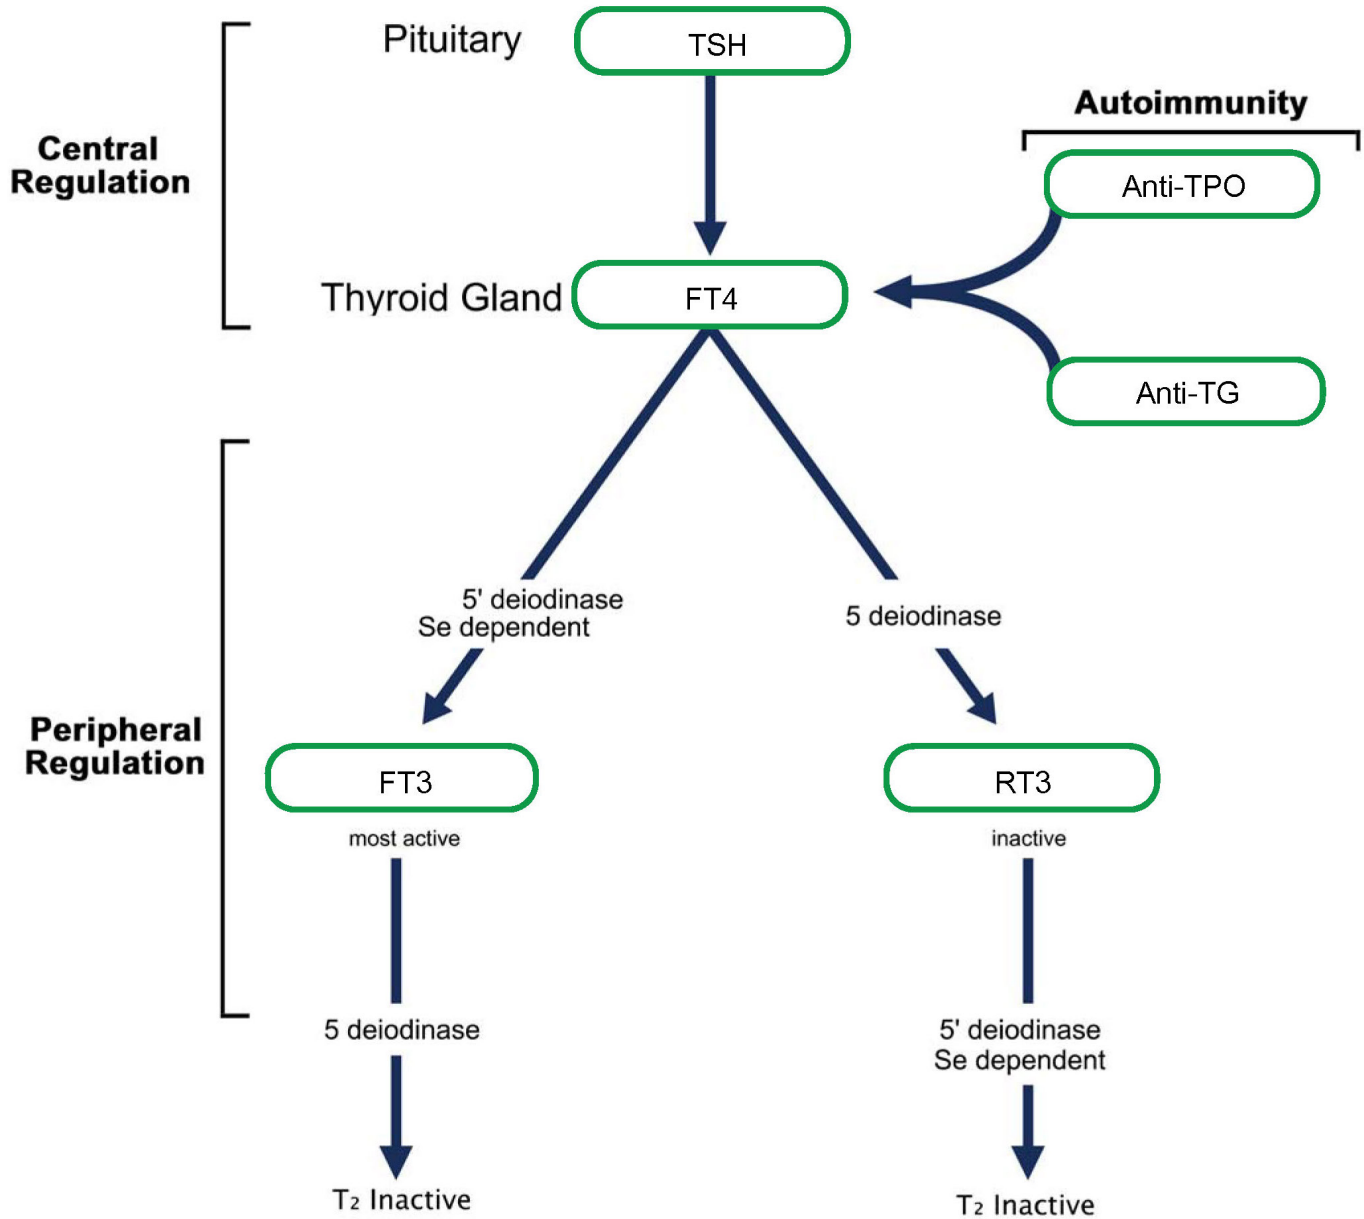 Pituitary
TSH
Autoimmunity
Central
Regulation
Anti-TPO
Thyroid Gland
FT4
Anti-TG
5' deiodinase
Se dependent
5 deiodinase
Peripheral
Regulation
FT3
RT3
most active
inactive
5 deiodinase
5' deiodinase
Se dependent
T₂ Inactive
T₂ Inactive